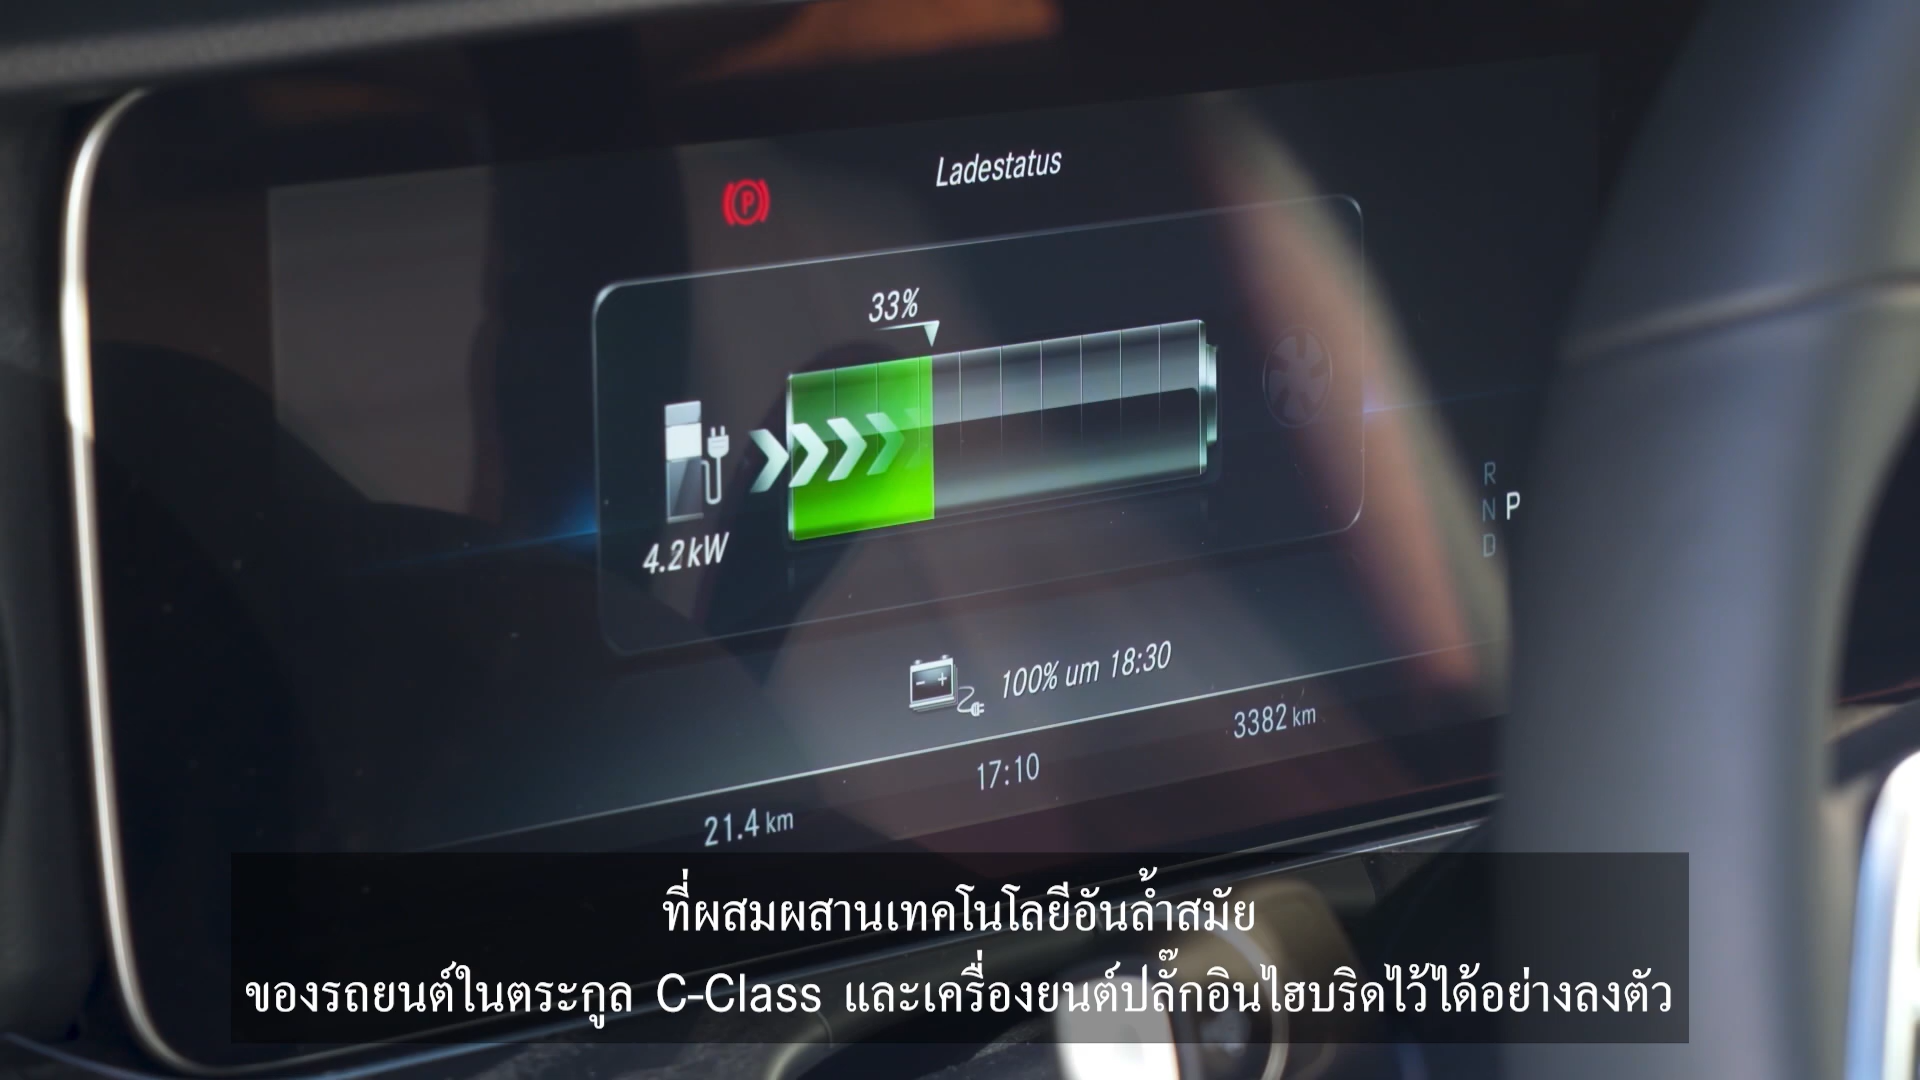 Ladestatus
P
33%
4.2 kW
R
N P
D
- +
100% um 18:30
3382 km
17:10
21.4 km
ที่ผสมผสานเทคโนโลยีอันล้ำสมัย
ของรถยนต์ในตระกูล C-Class และเครื่องยนต์ปลั๊กอินไฮบริดไว้ได้อย่างลงตัว